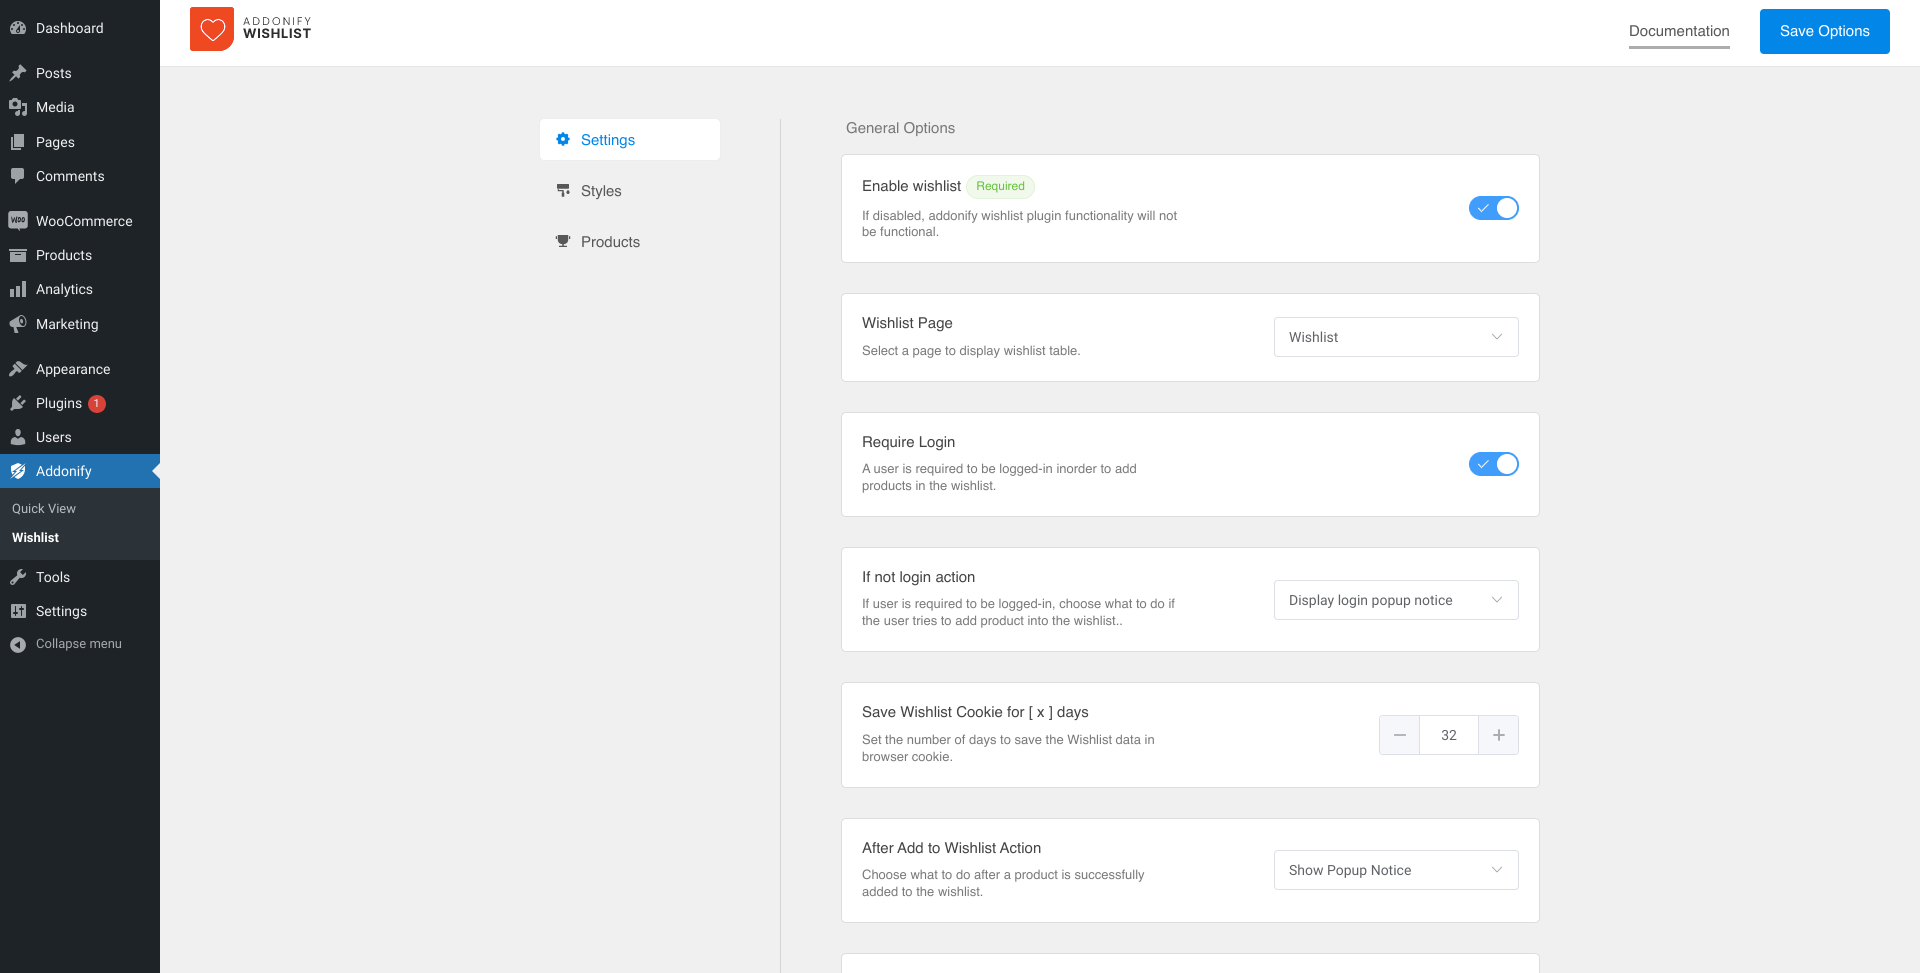 Dashboard
Posts
Media
Pages
Comments
WooCommerce
Products
Analytics
Marketing
Appearance
Plugins 1
Users
Addonify
Quick View
Wishlist
Tools
Settings
Collapse menu
ADDONIFY
WISHLIST
Documentation
Save Options
Settings
Styles
Products
General Options
Enable wishlist Required
If disabled, addonify wishlist plugin functionality will not
be functional.
Wishlist Page
Select a page to display wishlist table.
Wishlist
Require Login
A user is required to be logged-in inorder to add
products in the wishlist.
If not login action
If user is required to be logged-in, choose what to do if
the user tries to add product into the wishlist..
Display login popup notice
Save Wishlist Cookie for [ x ] days
Set the number of days to save the Wishlist data in
browser cookie.
32
After Add to Wishlist Action
Choose what to do after a product is successfully
added to the wishlist.
Show Popup Notice